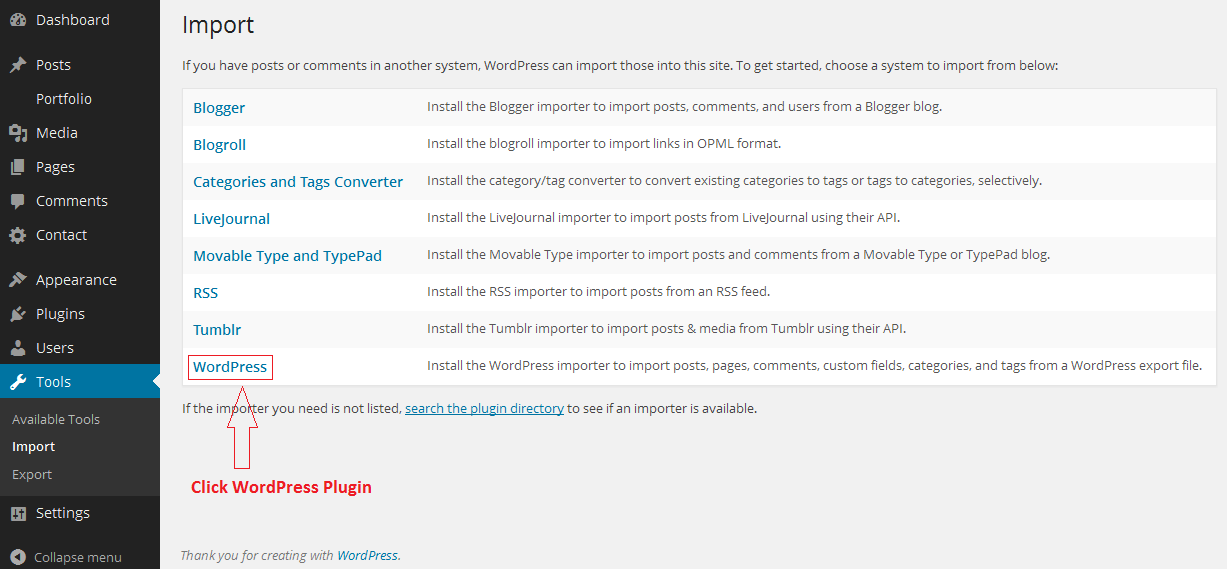 Dashboard
Posts
Portfolio
Media
Pages
Comments
Contact
Appearance
Plugins
Users
Tools
Available Tools
Import
Export
Settings
Collapse menu
Import
If you have posts or comments in another system, WordPress can import those into this site. To get started, choose a system to import from below:
Blogger Install the Blogger importer to import posts, comments, and users from a Blogger blog.
Blogroll Install the blogroll importer to import links in OPML format.
Categories and Tags Converter Install the category/tag converter to convert existing categories to tags or tags to categories, selectively.
LiveJournal Install the LiveJournal importer to import posts from LiveJournal using their API.
Movable Type and TypePad Install the Movable Type importer to import posts and comments from a Movable Type or TypePad blog.
RSS Install the RSS importer to import posts from an RSS feed.
Tumblr Install the Tumblr importer to import posts & media from Tumblr using their API.
WordPress Install the WordPress importer to import posts, pages, comments, custom fields, categories, and tags from a WordPress export file.
If the importer you need is not listed, search the plugin directory to see if an importer is available.
Click WordPress Plugin
Thank you for creating with WordPress.